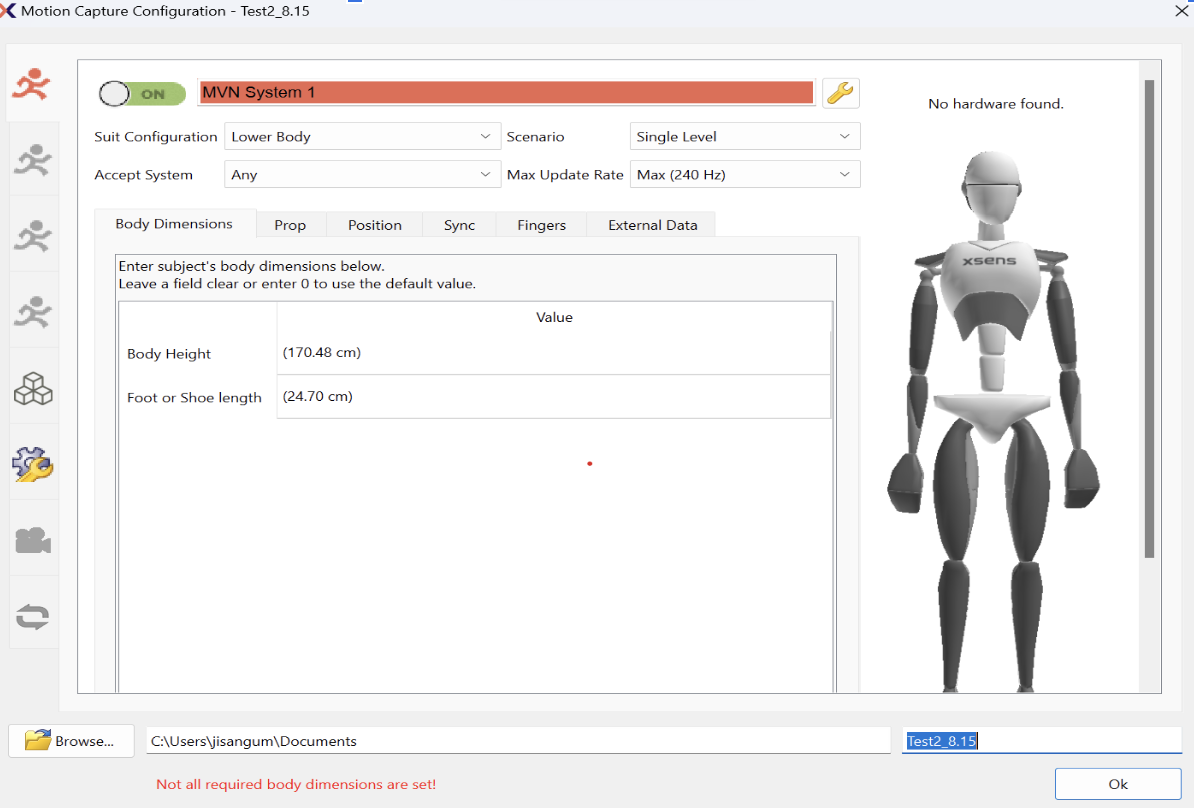 Motion Capture Configuration - Test2_8.15
ON
MVN System 1
No hardware found.
Suit Configuration
Lower Body
Scenario
Single Level
Accept System
Any
Max Update Rate
Max (240 Hz)
Body Dimensions
Prop
Position
Sync
Fingers
External Data
xsens
Enter subject's body dimensions below.
Leave a field clear or enter 0 to use the default value.
Value
Body Height
(170.48 cm)
Foot or Shoe length
(24.70 cm)
Browse...
C:\Users\jisangum\Documents
Test2_8.15
Not all required body dimensions are set!
Ok